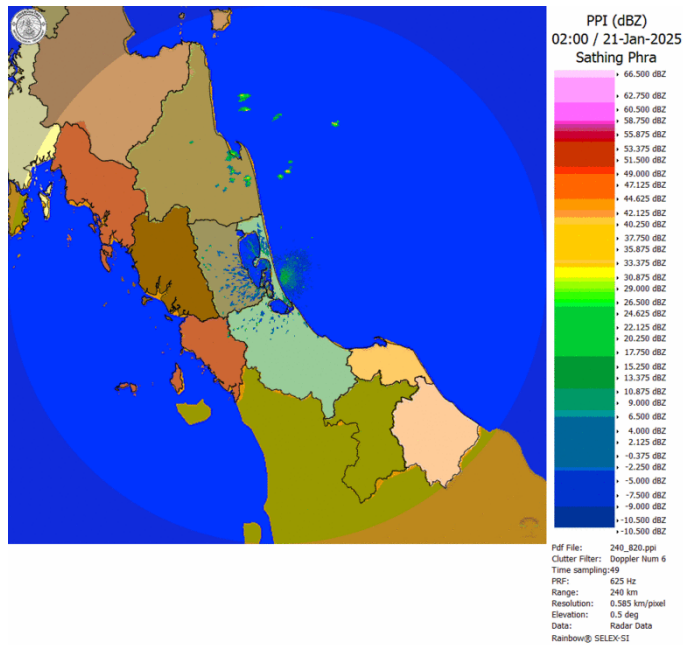 PPI (dBZ)
02:00 / 21-Jan-2025
Sathing Phra
66.500 dBZ
62.750 dBZ
60.500 dBZ
58.750 dBZ
55.875 dBZ
53.375 dBZ
51.500 dBZ
49.000 dBZ
47.125 dBZ
44.625 dBZ
42.125 dBZ
40.250 dBZ
37.750 dBZ
35.875 dBZ
33.375 dBZ
30.875 dBZ
29.000 dBZ
26.500 dBZ
24.625 dBZ
22.125 dBZ
20.250 dBZ
17.750 dBZ
15.250 dBZ
13.375 dBZ
10.875 dBZ
9.000 dBZ
6.500 dBZ
4.000 dBZ
2.125 dBZ
-0.375 dBZ
-2.250 dBZ
-5.000 dBZ
-7.500 dBZ
-9.000 dBZ
-10.500 dBZ
-10.500 dBZ
Pdf File: 240_820.ppi
Clutter Filter: Doppler Num 6
Time sampling:49
PRF: 625 Hz
Range: 240 km
Resolution: 0.585 km/pixel
Elevation: 0.5 deg
Data: Radar Data
Rainbow® SELEX-SI